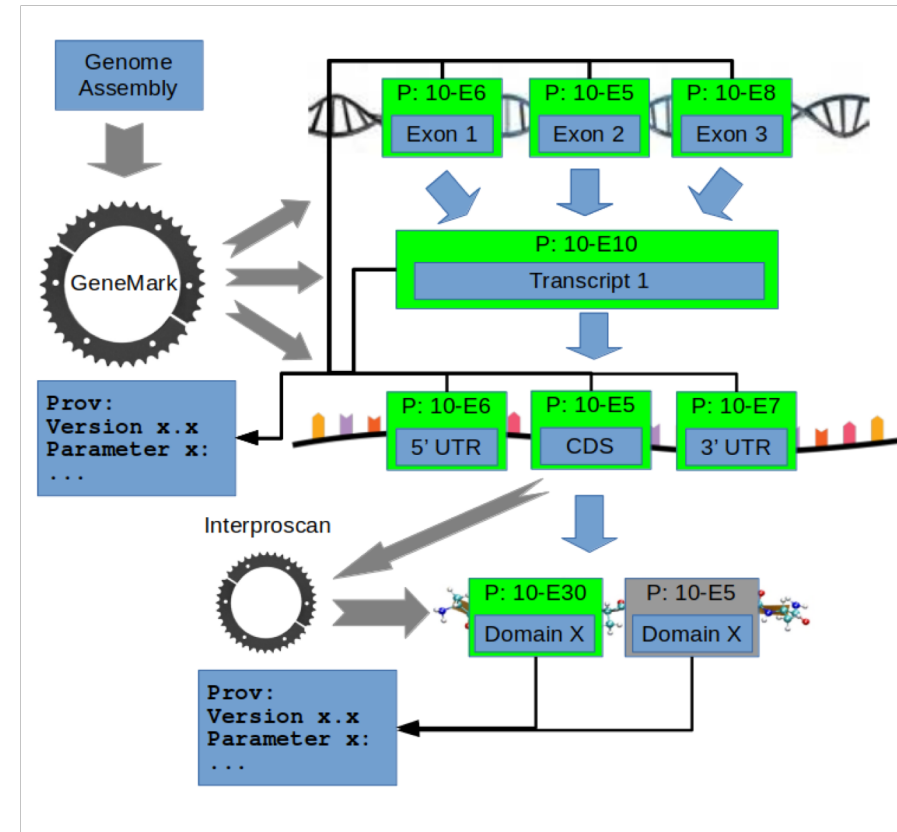 Genome
Assembly
P: 10-E6
P: 10-E5
P: 10-E8
Exon 1
Exon 2
Exon 3
P: 10-E10
Transcript 1
GeneMark
Prov:
Version x.x
Parameter x:
...
P: 10-E6
P: 10-E5
P: 10-E7
5' UTR
CDS
3' UTR
Interproscan
P: 10-E30
P: 10-E5
Domain X
Domain X
Prov:
Version x.x
Parameter x:
...